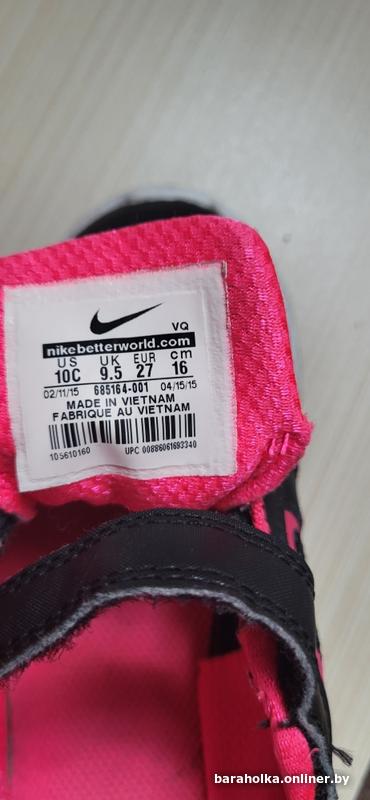 VQ
nikebetterworld.com
US UK EUR cm
10C 9.5 27 16
02/11/15 685164-001 04/15/15
MADE IN VIETNAM
FABRIQUE AU VIETNAM
105610160 UPC 00886061693340
baraholka.onliner.by